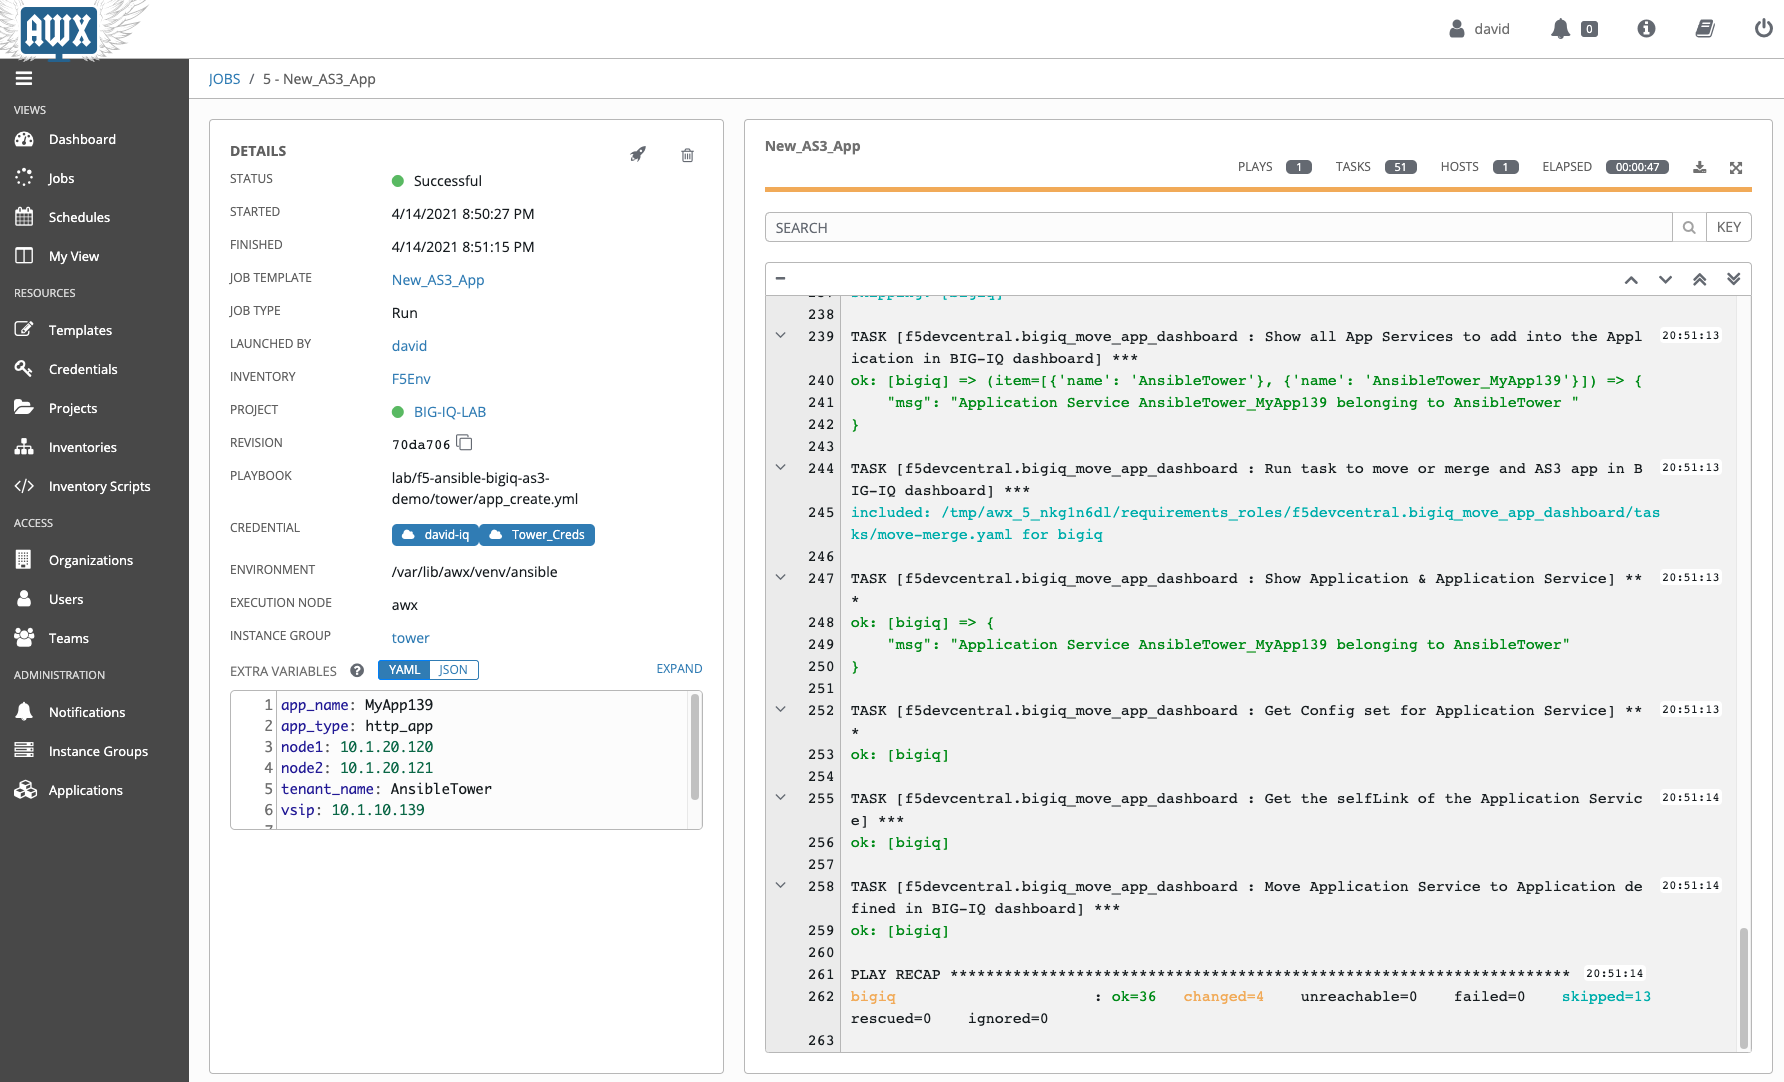 AWX
david
0
JOBS / 5 - New_AS3_App
VIEWS
Dashboard
Jobs
Schedules
My View
RESOURCES
Templates
Credentials
Projects
Inventories
Inventory Scripts
ACCESS
Organizations
Users
Teams
ADMINISTRATION
Notifications
Instance Groups
Applications
DETAILS
STATUS Successful
STARTED 4/14/2021 8:50:27 PM
FINISHED 4/14/2021 8:51:15 PM
JOB TEMPLATE New_AS3_App
JOB TYPE Run
LAUNCHED BY david
INVENTORY F5Env
PROJECT BIG-IQ-LAB
REVISION 70da706
PLAYBOOK lab/f5-ansible-bigiq-as3-
demo/tower/app_create.yml
CREDENTIAL david-iq Tower_Creds
ENVIRONMENT /var/lib/awx/venv/ansible
EXECUTION NODE awx
INSTANCE GROUP tower
EXTRA VARIABLES ? YAML JSON EXPAND
1 app_name: MyApp139
2 app_type: http_app
3 node1: 10.1.20.120
4 node2: 10.1.20.121
5 tenant_name: AnsibleTower
6 vsip: 10.1.10.139
7
New_AS3_App
PLAYS 1 TASKS 51 HOSTS 1 ELAPSED 00:00:47
SEARCH KEY
237 skipping: [bigiq]
238
239 TASK [f5devcentral.bigiq_move_app_dashboard : Show all App Services to add into the Appl 20:51:13
ication in BIG-IQ dashboard] ***
240 ok: [bigiq] => (item=[{'name': 'AnsibleTower'}, {'name': 'AnsibleTower_MyApp139'}]) => {
241 "msg": "Application Service AnsibleTower_MyApp139 belonging to AnsibleTower "
242 }
243
244 TASK [f5devcentral.bigiq_move_app_dashboard : Run task to move or merge and AS3 app in B 20:51:13
IG-IQ dashboard] ***
245 included: /tmp/awx_5_nkg1n6dl/requirements_roles/f5devcentral.bigiq_move_app_dashboard/tas
ks/move-merge.yaml for bigiq
246
247 TASK [f5devcentral.bigiq_move_app_dashboard : Show Application & Application Service] ** 20:51:13
*
248 ok: [bigiq] => {
249 "msg": "Application Service AnsibleTower_MyApp139 belonging to AnsibleTower"
250 }
251
252 TASK [f5devcentral.bigiq_move_app_dashboard : Get Config set for Application Service] ** 20:51:13
*
253 ok: [bigiq]
254
255 TASK [f5devcentral.bigiq_move_app_dashboard : Get the selfLink of the Application Servic 20:51:14
e] ***
256 ok: [bigiq]
257
258 TASK [f5devcentral.bigiq_move_app_dashboard : Move Application Service to Application de 20:51:14
fined in BIG-IQ dashboard] ***
259 ok: [bigiq]
260
261 PLAY RECAP ********************************************************************* 20:51:14
262 bigiq : ok=36 changed=4 unreachable=0 failed=0 skipped=13
rescued=0 ignored=0
263